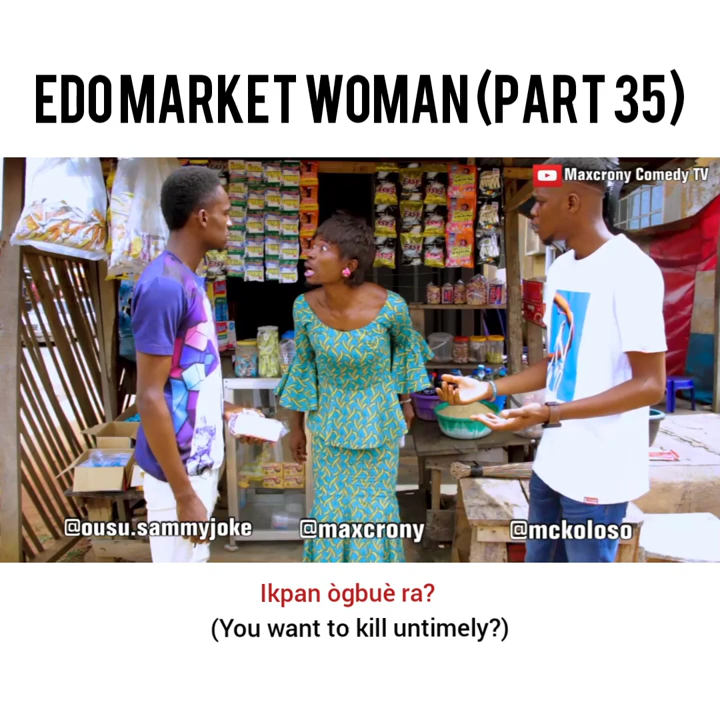 EDO MARKET WOMAN (PART 35)
Maxcrony Comedy TV
@ousu.sammyjoke
@maxcrony
@mckoloso
Ikpan ògbuè ra?
(You want to kill untimely?)